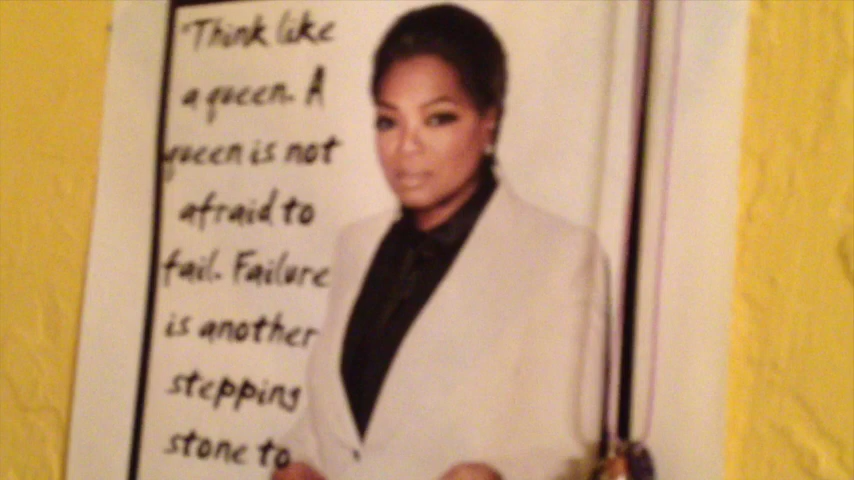 "Think like
a queen. A
queen is not
afraid to
fail. Failure
is another
stepping
stone to